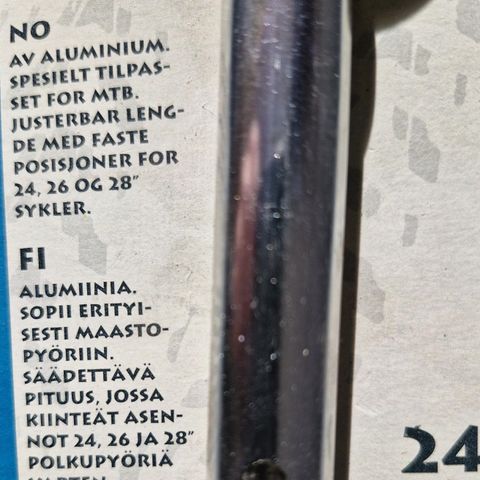 NO
AV ALUMINIUM.
SPESIELT TILPAS-
SET FOR MTB.
JUSTERBAR LENG-
DE MED FASTE
POSISJONER FOR
24, 26 OG 28"
SYKLER.
FI
ALUMIINIA.
SOPII ERITYI-
SESTI MAASTO-
PYÖRIIN.
SÄÄDETTÄVÄ
PITUUS, JOSSA
KIINTEÄT ASEN-
NOT 24, 26 JA 28"
POLKUPYÖRIÄ
24